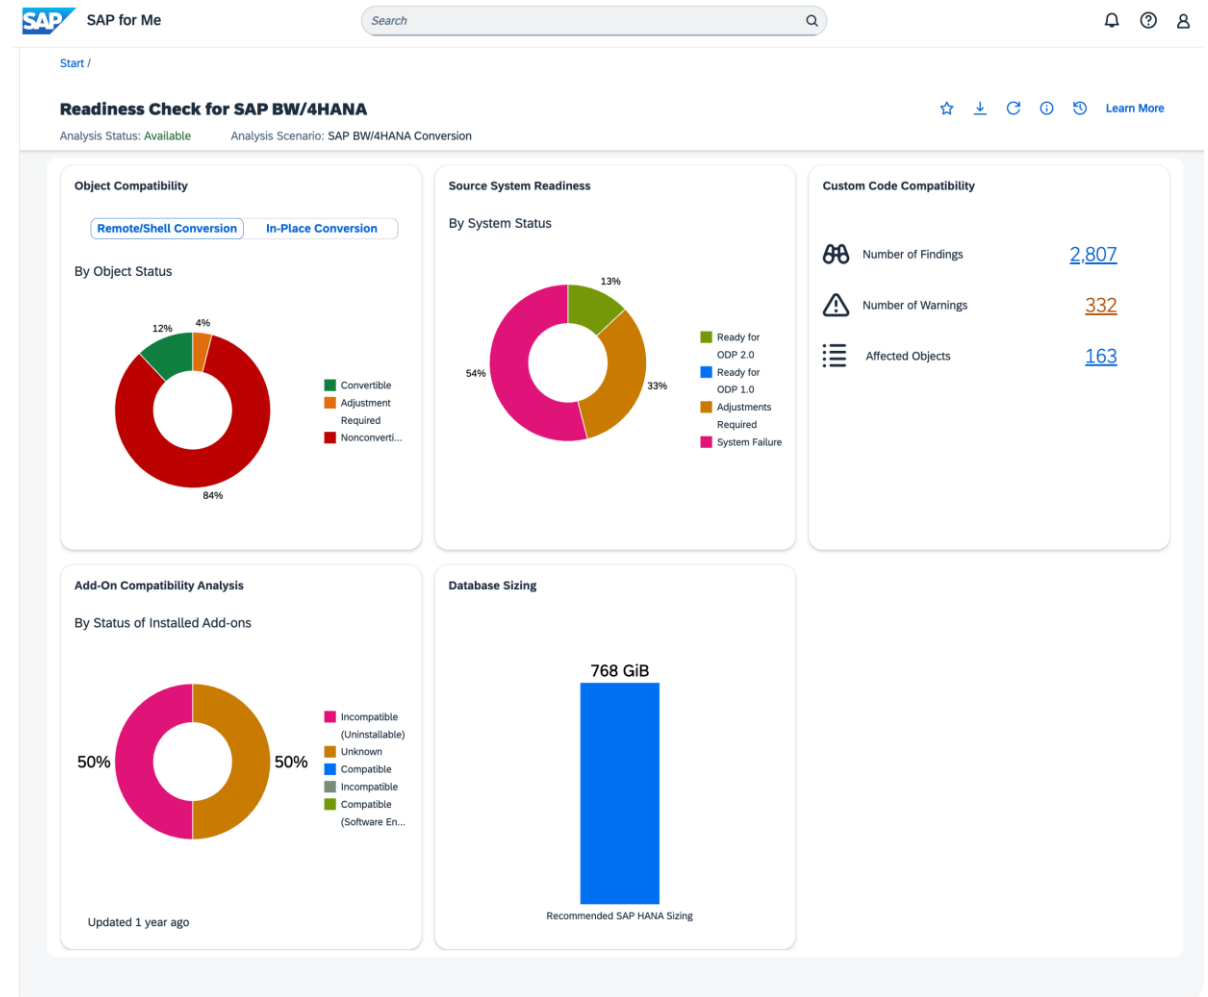 SAP
SAP for Me
Search
Start /
Readiness Check for SAP BW/4HANA
Learn More
Analysis Status: Available
Analysis Scenario: SAP BW/4HANA Conversion
Object Compatibility
Remote/Shell Conversion
In-Place Conversion
By Object Status
12%
4%
84%
Convertible
Adjustment
Required
Nonconverti...
Source System Readiness
By System Status
13%
54%
33%
Ready for
ODP 2.0
Ready for
ODP 1.0
Adjustments
Required
System Failure
Custom Code Compatibility
Number of Findings 2,807
Number of Warnings 332
Affected Objects 163
Add-On Compatibility Analysis
By Status of Installed Add-ons
50%
50%
Incompatible
(Uninstallable)
Unknown
Compatible
Incompatible
Compatible
(Software En...
Updated 1 year ago
Database Sizing
768 GiB
Recommended SAP HANA Sizing